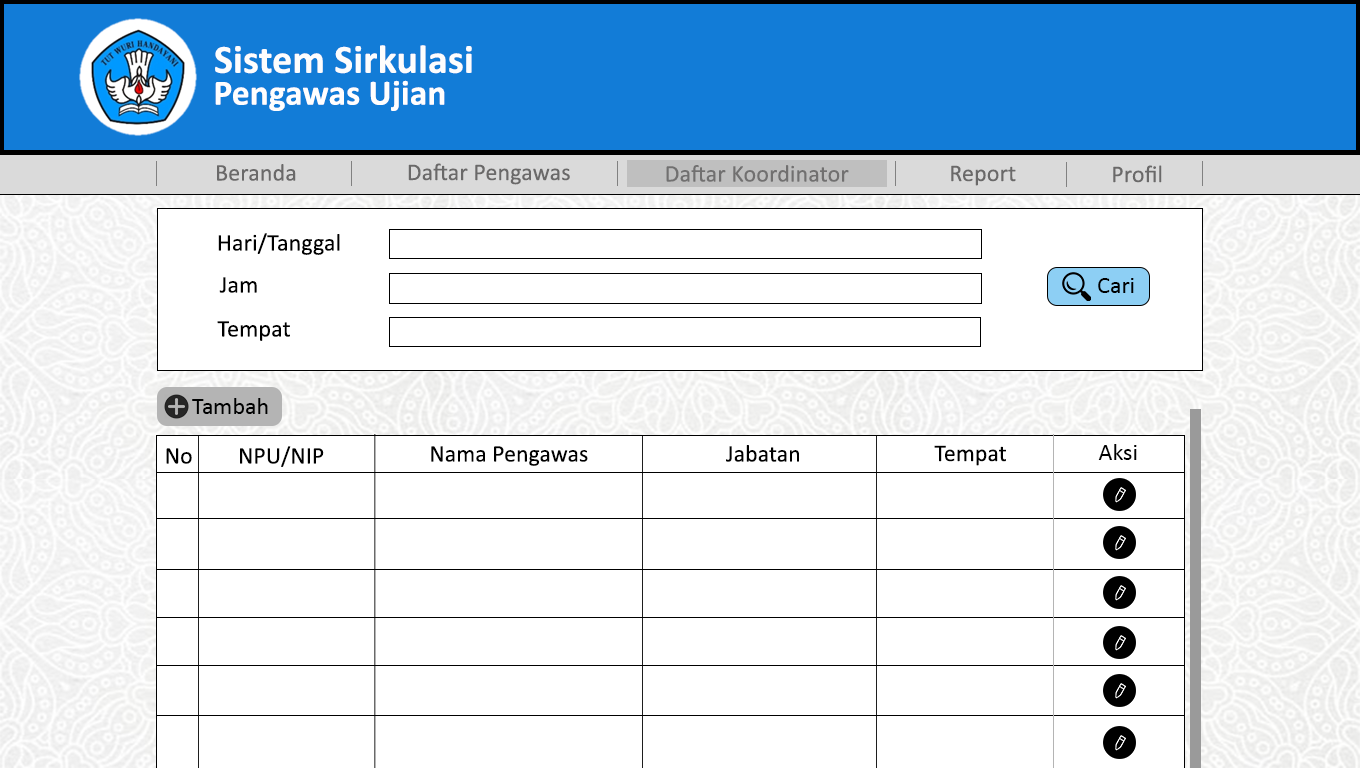 TUT WURI HANDAYANI
Sistem Sirkulasi
Pengawas Ujian
Beranda
Daftar Pengawas
Daftar Koordinator
Report
Profil
Hari/Tanggal
Jam
Cari
Tempat
Tambah
No
NPU/NIP
Nama Pengawas
Jabatan
Tempat
Aksi